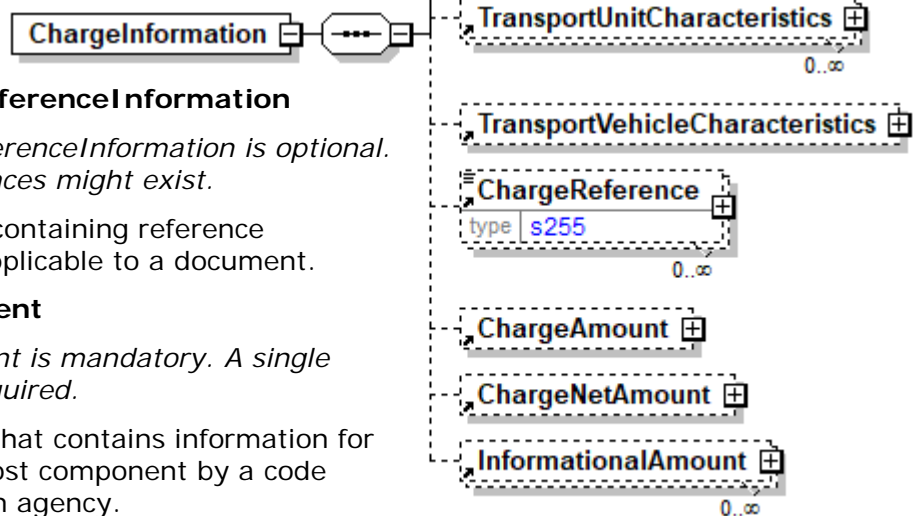 ChargeInformation
ferenceInformation
erenceInformation is optional.
nces might exist.
containing reference
pplicable to a document.
ent
nt is mandatory. A single
uired.
hat contains information for
ost component by a code
n agency.
TransportUnitCharacteristics
0..∞
TransportVehicleCharacteristics
ChargeReference
type s255
0..∞
ChargeAmount
ChargeNetAmount
InformationalAmount
0..∞